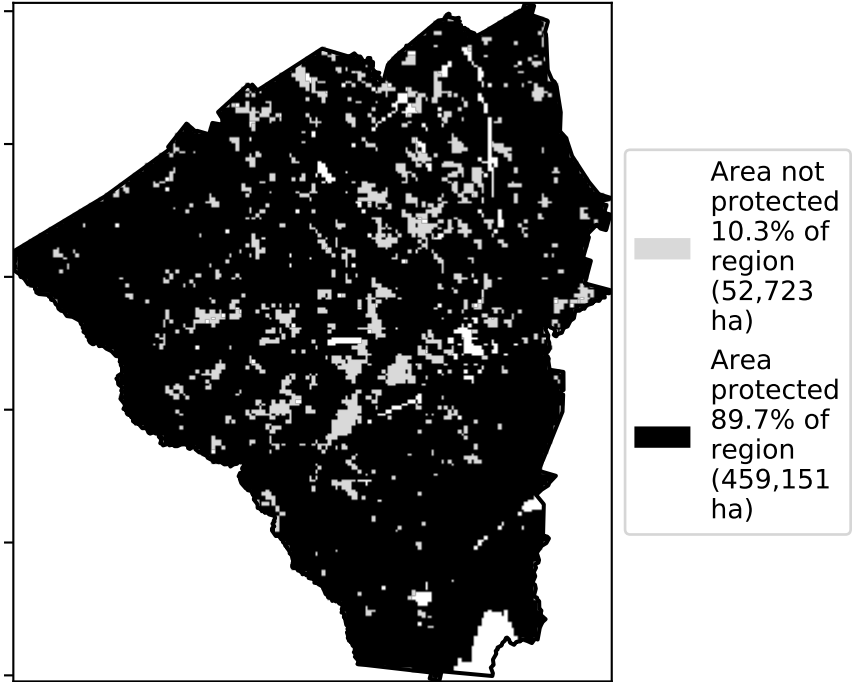 Area not
protected
10.3% of
region
(52,723
ha)
Area
protected
89.7% of
region
(459,151
ha)